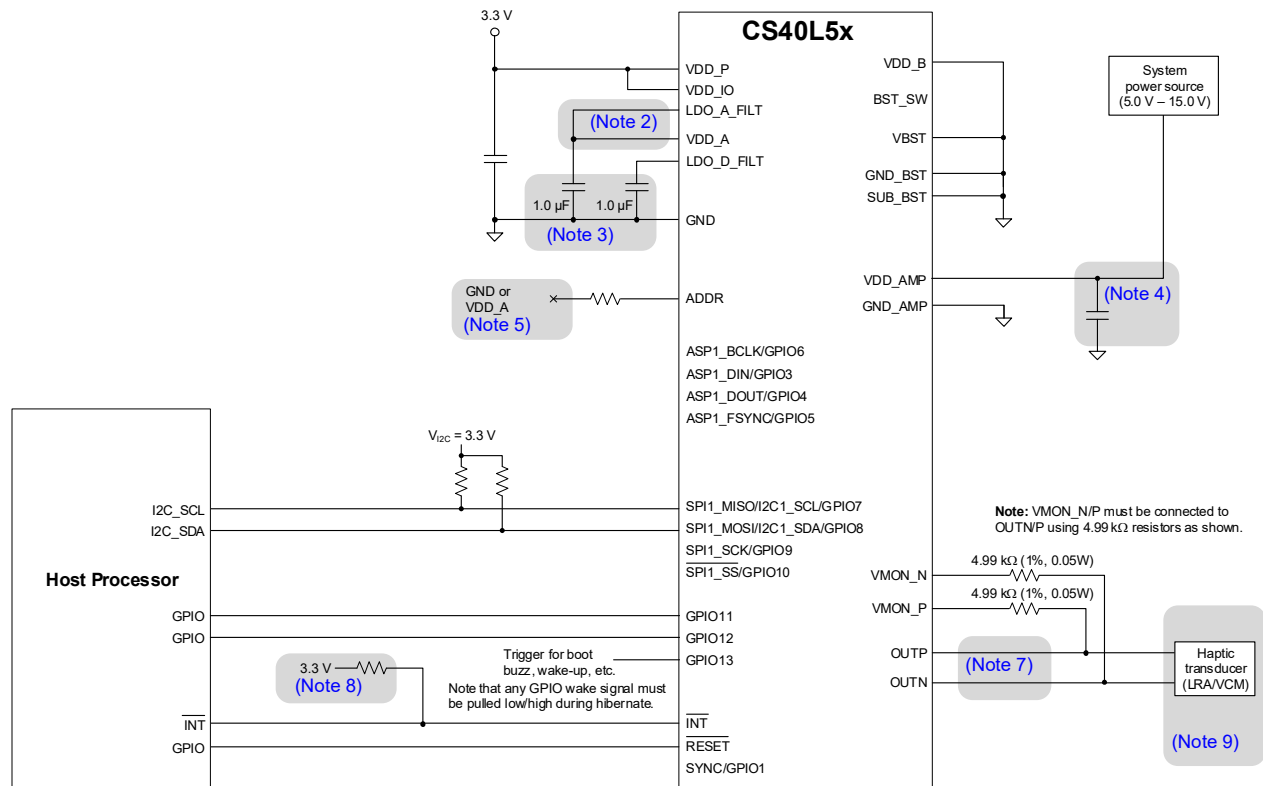 3.3 V
CS40L5x
VDD_P
VDD_IO
LDO_A_FILT
(Note 2)
VDD_A
LDO_D_FILT
1.0 µF
1.0 µF
(Note 3)
GND
GND or
VDD_A
(Note 5)
ADDR
ASP1_BCLK/GPIO6
ASP1_DIN/GPIO3
ASP1_DOUT/GPIO4
ASP1_FSYNC/GPIO5
VDD_B
BST_SW
VBST
GND_BST
SUB_BST
VDD_AMP
GND_AMP
System
power source
(5.0 V – 15.0 V)
(Note 4)
VI2C = 3.3 V
I2C_SCL
I2C_SDA
Host Processor
GPIO
GPIO
INT
GPIO
SPI1_MISO/I2C1_SCL/GPIO7
SPI1_MOSI/I2C1_SDA/GPIO8
SPI1_SCK/GPIO9
SPI1_SS/GPIO10
GPIO11
GPIO12
GPIO13
Trigger for boot
buzz, wake-up, etc.
Note that any GPIO wake signal must
be pulled low/high during hibernate.
3.3 V
(Note 8)
INT
RESET
SYNC/GPIO1
Note: VMON_N/P must be connected to
OUTN/P using 4.99 kΩ resistors as shown.
4.99 kΩ (1%, 0.05W)
VMON_N
4.99 kΩ (1%, 0.05W)
VMON_P
OUTP
OUTN
(Note 7)
Haptic
transducer
(LRA/VCM)
(Note 9)